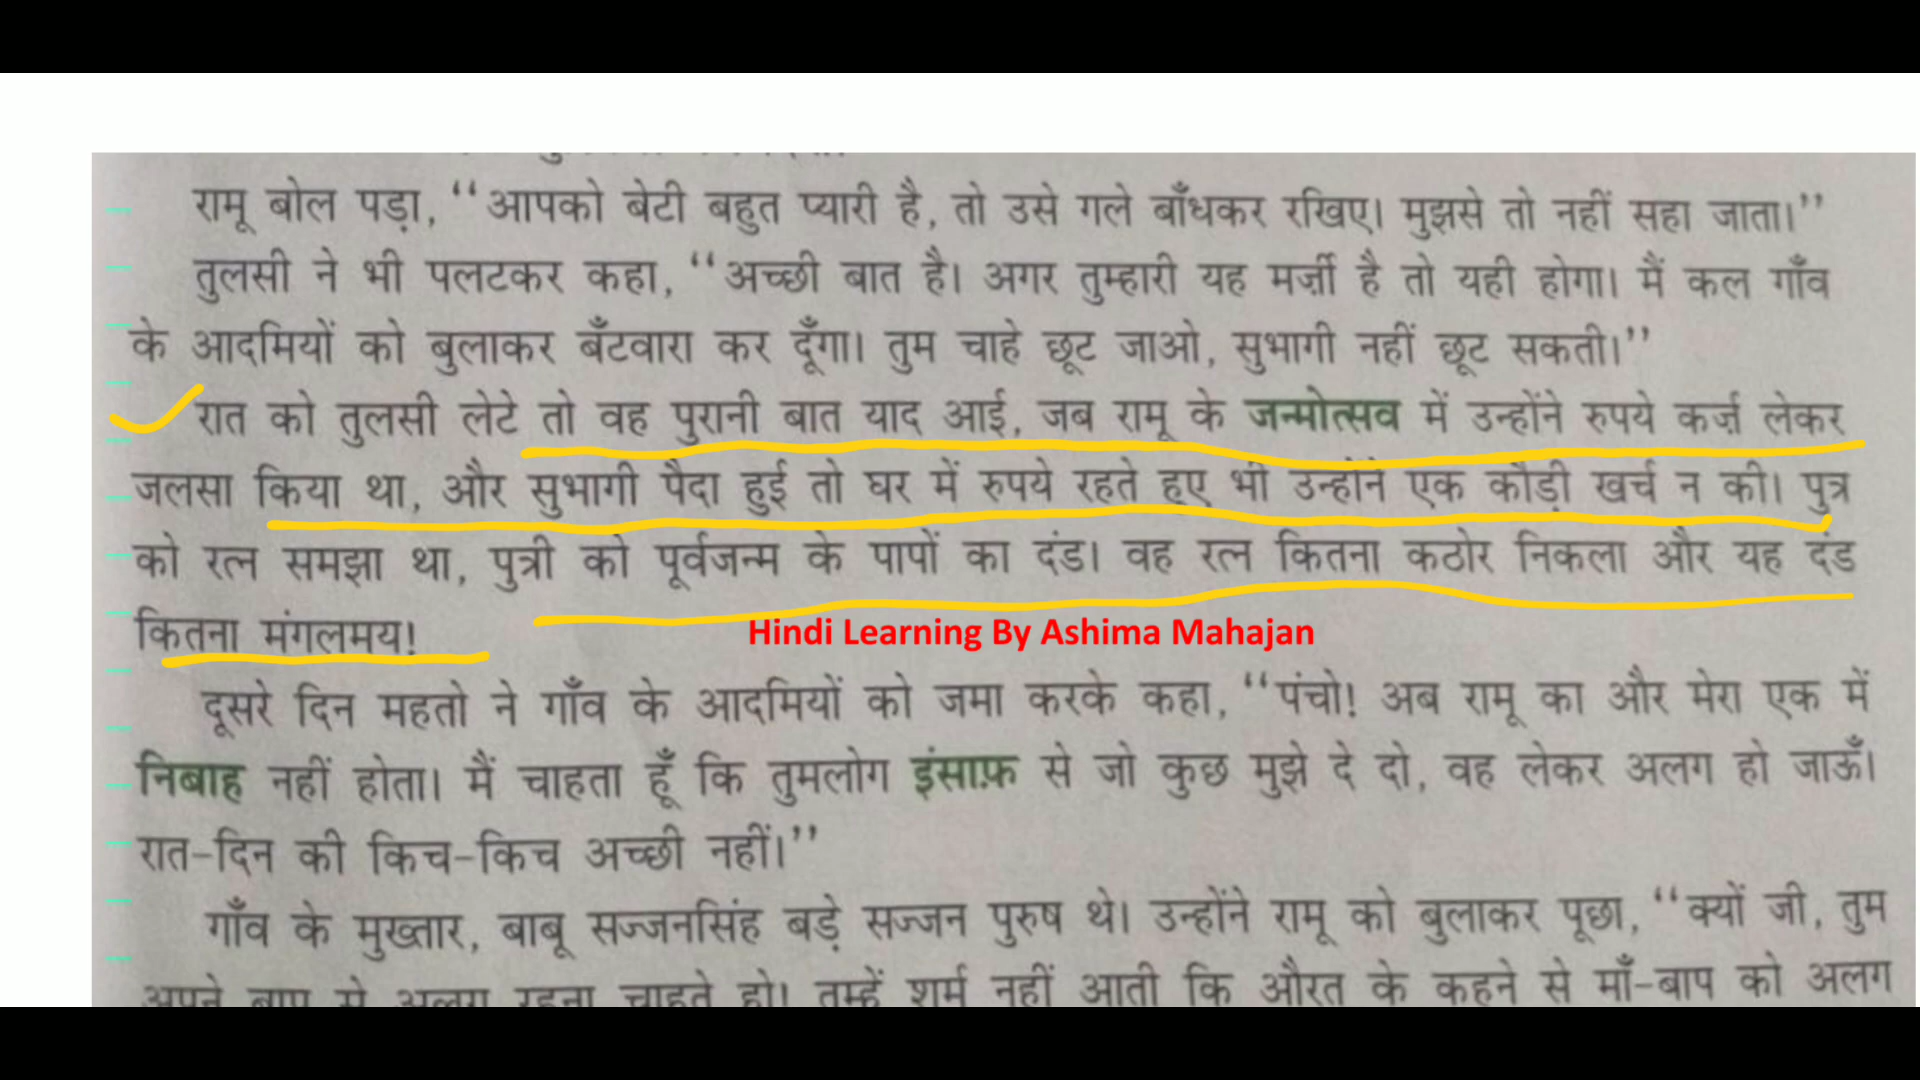 रामू बोल पड़ा, ‘‘आपको बेटी बहुत प्यारी है, तो उसे गले बाँधकर रखिए। मुझसे तो नहीं सहा जाता।’’
तुलसी ने भी पलटकर कहा, ‘‘अच्छी बात है। अगर तुम्हारी यह मर्ज़ी है तो यही होगा। मैं कल गाँव
के आदमियों को बुलाकर बँटवारा कर दूँगा। तुम चाहे छूट जाओ, सुभागी नहीं छूट सकती।’’
रात को तुलसी लेटे तो वह पुरानी बात याद आई, जब रामू के जन्मोत्सव में उन्होंने रुपये कर्ज़ लेकर
जलसा किया था, और सुभागी पैदा हुई तो घर में रुपये रहते हुए भी उन्होंने एक कौड़ी खर्च न की। पुत्र
को रत्न समझा था, पुत्री को पूर्वजन्म के पापों का दंड। वह रत्न कितना कठोर निकला और यह दंड
कितना मंगलमय!
Hindi Learning By Ashima Mahajan
दूसरे दिन महतो ने गाँव के आदमियों को जमा करके कहा, ‘‘पंचो! अब रामू का और मेरा एक में
निबाह नहीं होता। मैं चाहता हूँ कि तुमलोग इंसाफ़ से जो कुछ मुझे दे दो, वह लेकर अलग हो जाऊँ।
रात-दिन की किच-किच अच्छी नहीं।’’
गाँव के मुख्तार, बाबू सज्जनसिंह बड़े सज्जन पुरुष थे। उन्होंने रामू को बुलाकर पूछा, ‘‘क्यों जी, तुम
अपने बाप से अलग रहना चाहते हो। तुम्हें शर्म नहीं आती कि औरत के कहने से माँ-बाप को अलग